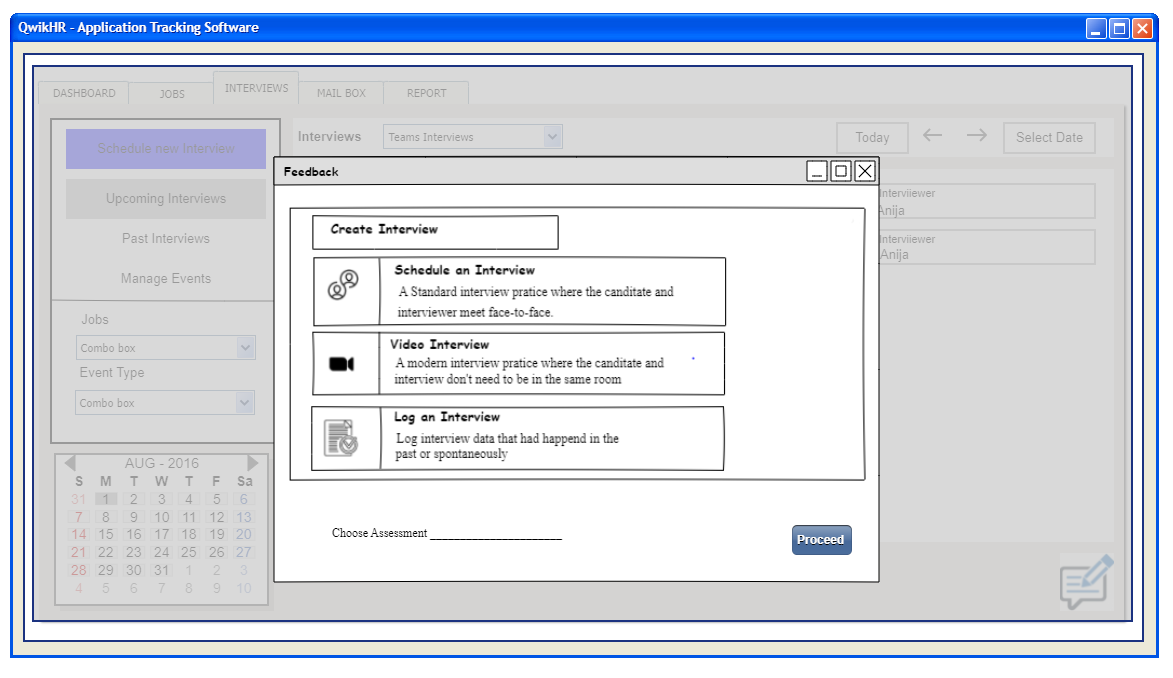 QwikHR - Application Tracking Software
DASHBOARD
JOBS
INTERVIEWS
MAIL BOX
REPORT
Schedule new Interview
Upcoming Interviews
Past Interviews
Manage Events
Jobs
Combo box
Event Type
Combo box
AUG - 2016
S M T W T F Sa
31 1 2 3 4 5 6
7 8 9 10 11 12 13
14 15 16 17 18 19 20
21 22 23 24 25 26 27
28 29 30 31 1 2 3
4 5 6 7 8 9 10
Interviews
Teams Interviews
Today
Select Date
Interviiewer
Anija
Interviiewer
Anija
Feedback
Create Interview
Schedule an Interview
A Standard interview pratice where the canditate and
interviewer meet face-to-face.
Video Interview
A modern interview pratice where the canditate and
interview don't need to be in the same room
Log an Interview
Log interview data that had happend in the
past or spontaneously
Choose Assessment ______________________
Proceed